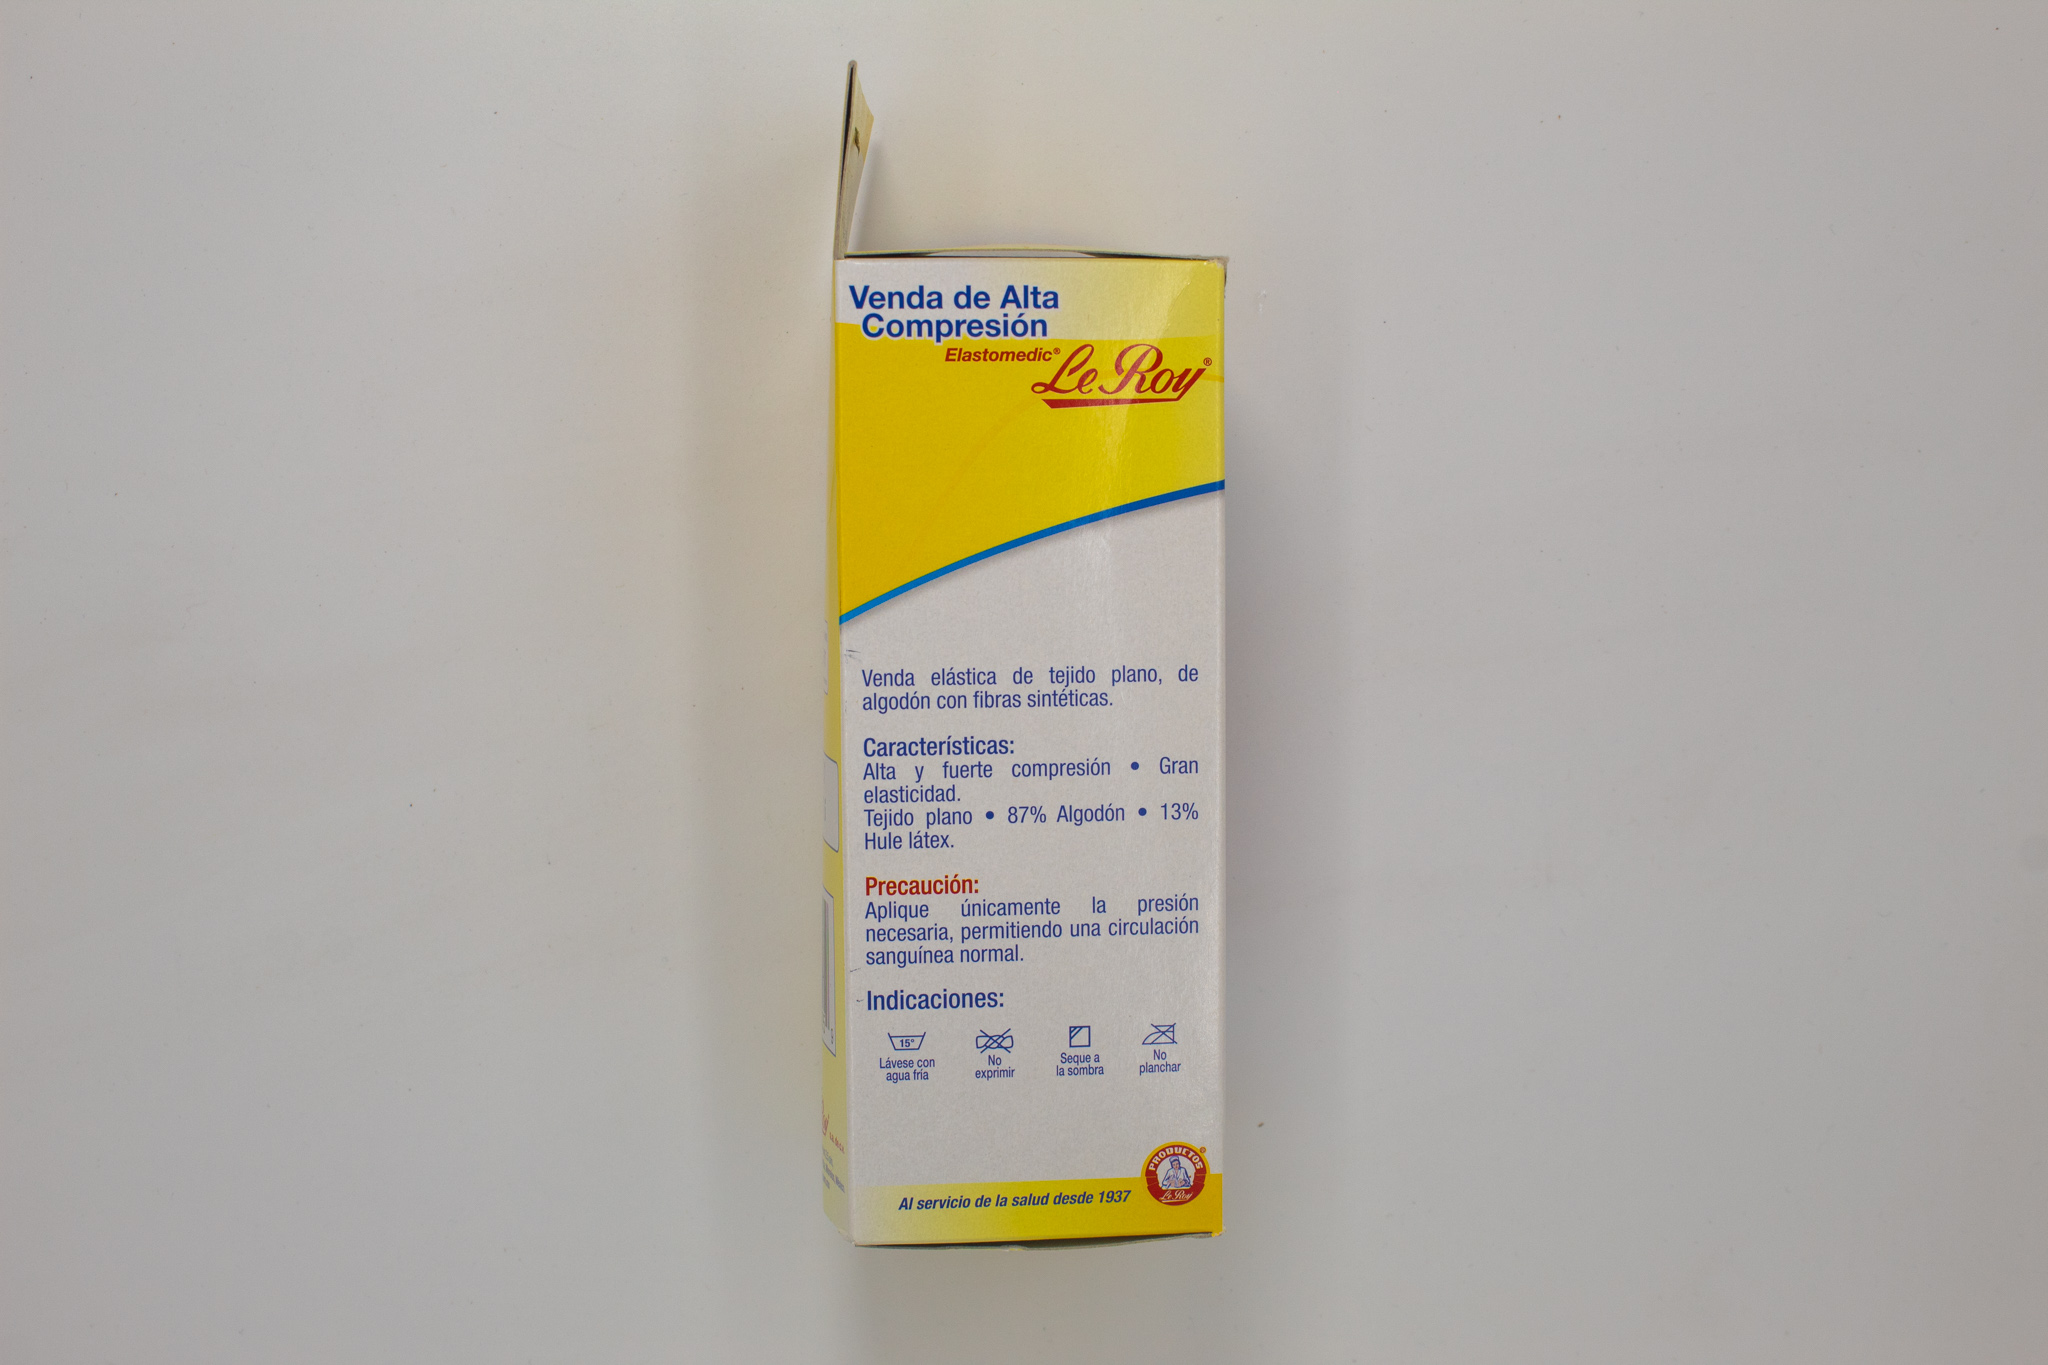 Venda de Alta
Compresión
Elastomedic®
Le Roy®
Venda elástica de tejido plano, de
algodón con fibras sintéticas.
Características:
Alta y fuerte compresión • Gran
elasticidad.
Tejido plano • 87% Algodón • 13%
Hule látex.
Precaución:
Aplique únicamente la presión
necesaria, permitiendo una circulación
sanguínea normal.
Indicaciones:
15°
Lávese con
agua fría
No
exprimir
Seque a
la sombra
No
planchar
PRODUCTOS
Le Roy
Al servicio de la salud desde 1937